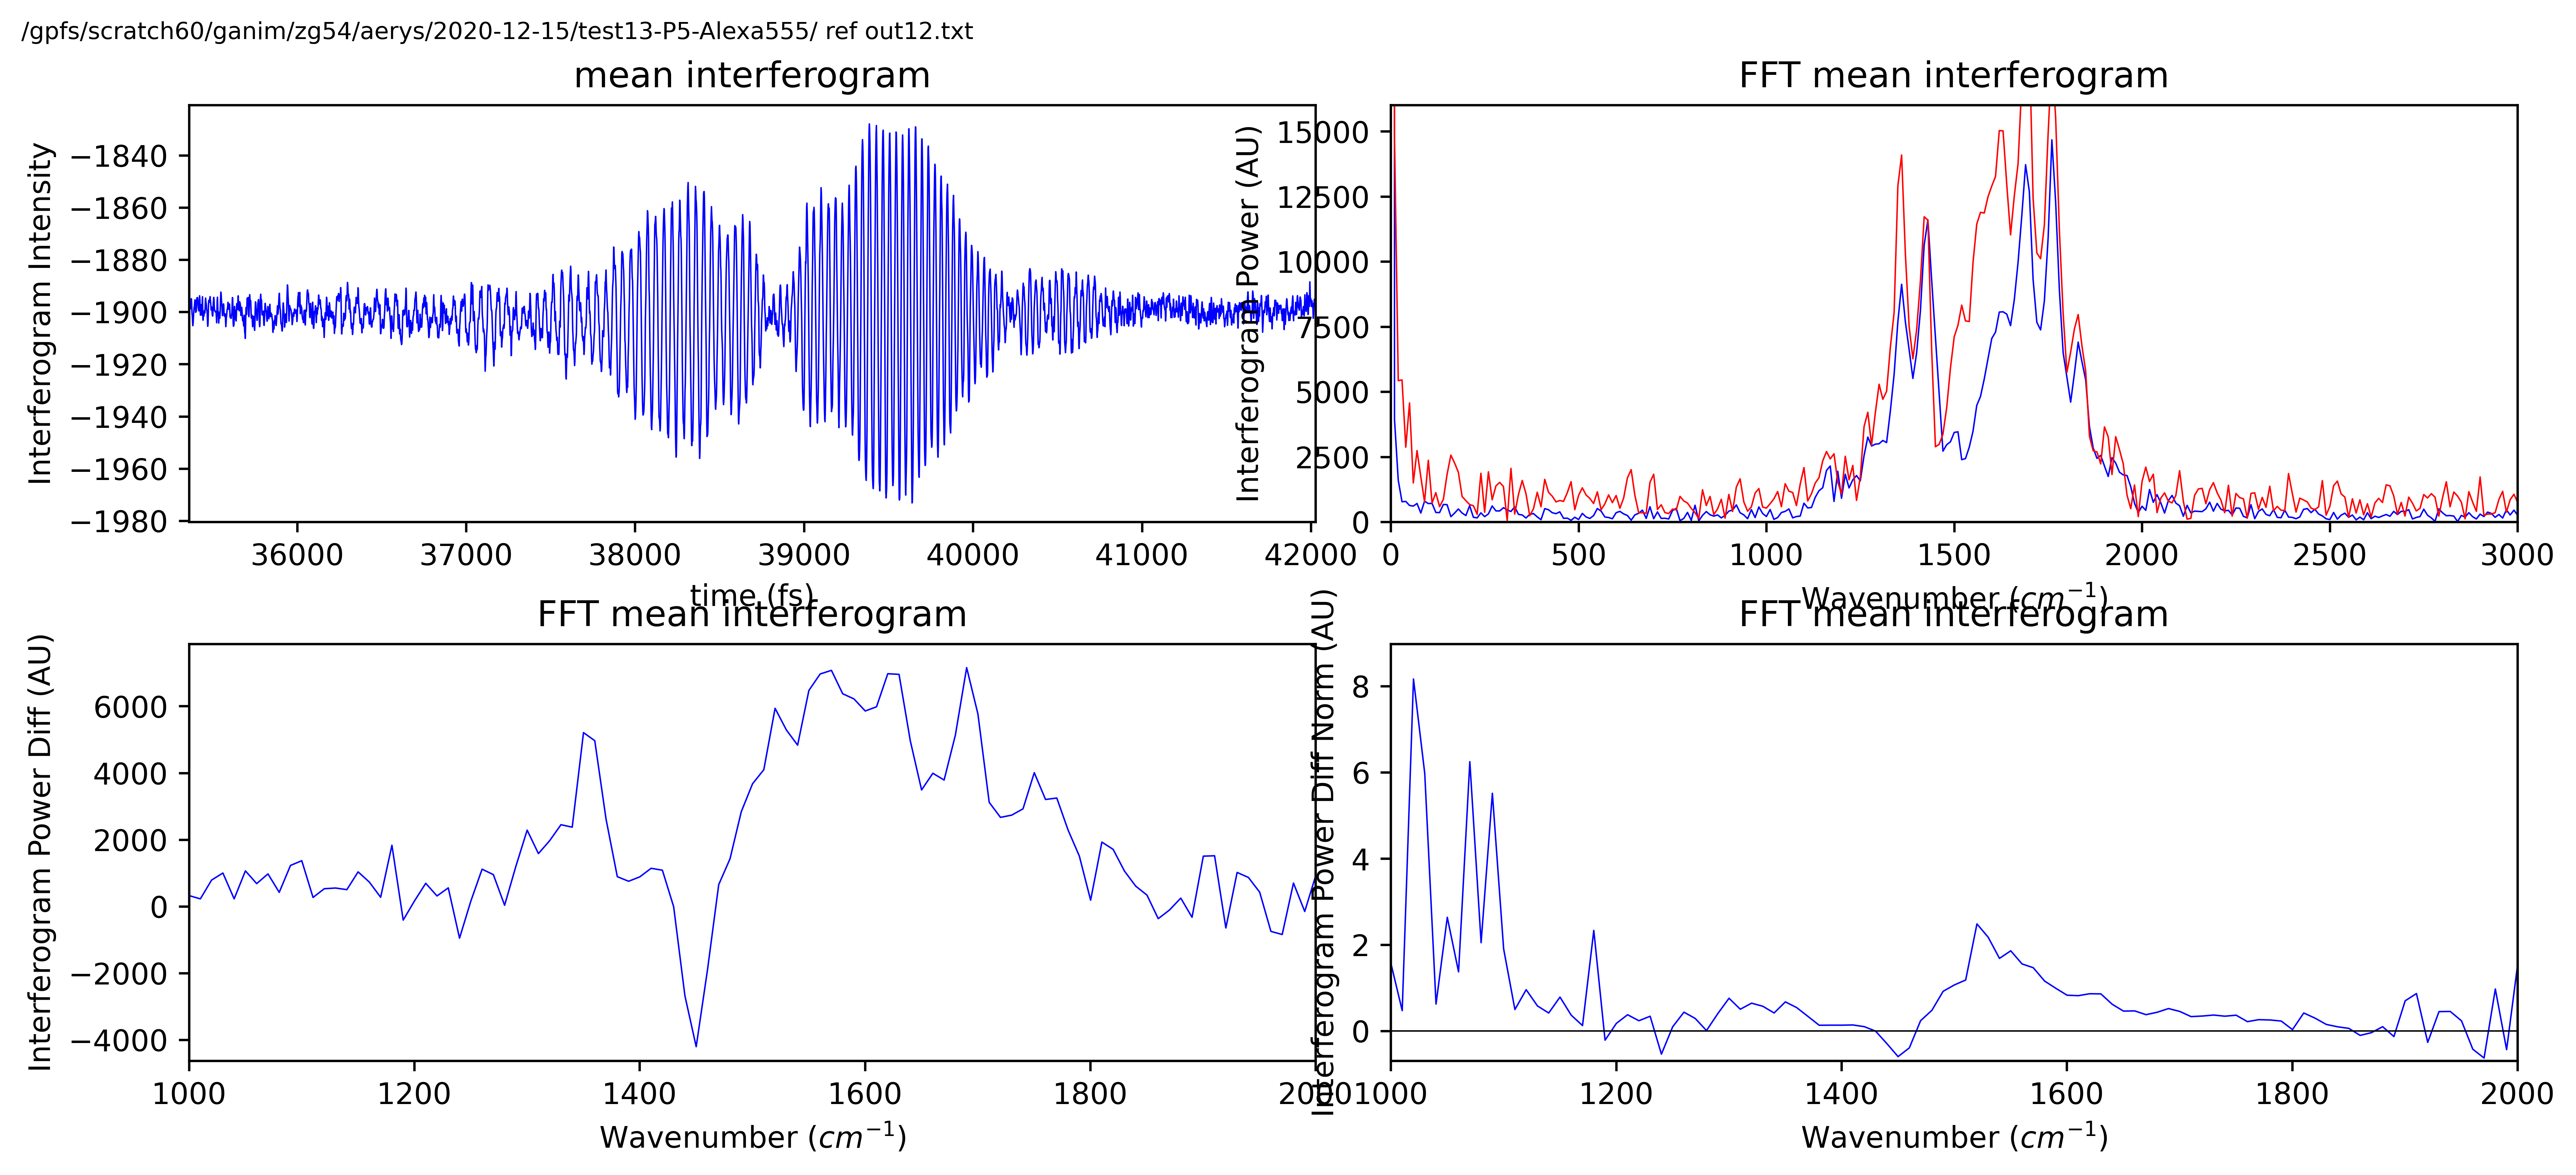 /gpfs/scratch60/ganim/zg54/aerys/2020-12-15/test13-P5-Alexa555/ ref out12.txt
mean interferogram
Interferogram Intensity
−1840
−1860
−1880
−1900
−1920
−1940
−1960
−1980
36000 37000 38000 39000 40000 41000 42000
time (fs)
FFT mean interferogram
Interferogram Power (AU)
15000
12500
10000
7500
5000
2500
0
0 500 1000 1500 2000 2500 3000
Wavenumber (cm⁻¹)
FFT mean interferogram
Interferogram Power Diff (AU)
6000
4000
2000
0
−2000
−4000
1000 1200 1400 1600 1800 2000
Wavenumber (cm⁻¹)
FFT mean interferogram
Interferogram Power Diff Norm (AU)
8
6
4
2
0
1000 1200 1400 1600 1800 2000
Wavenumber (cm⁻¹)